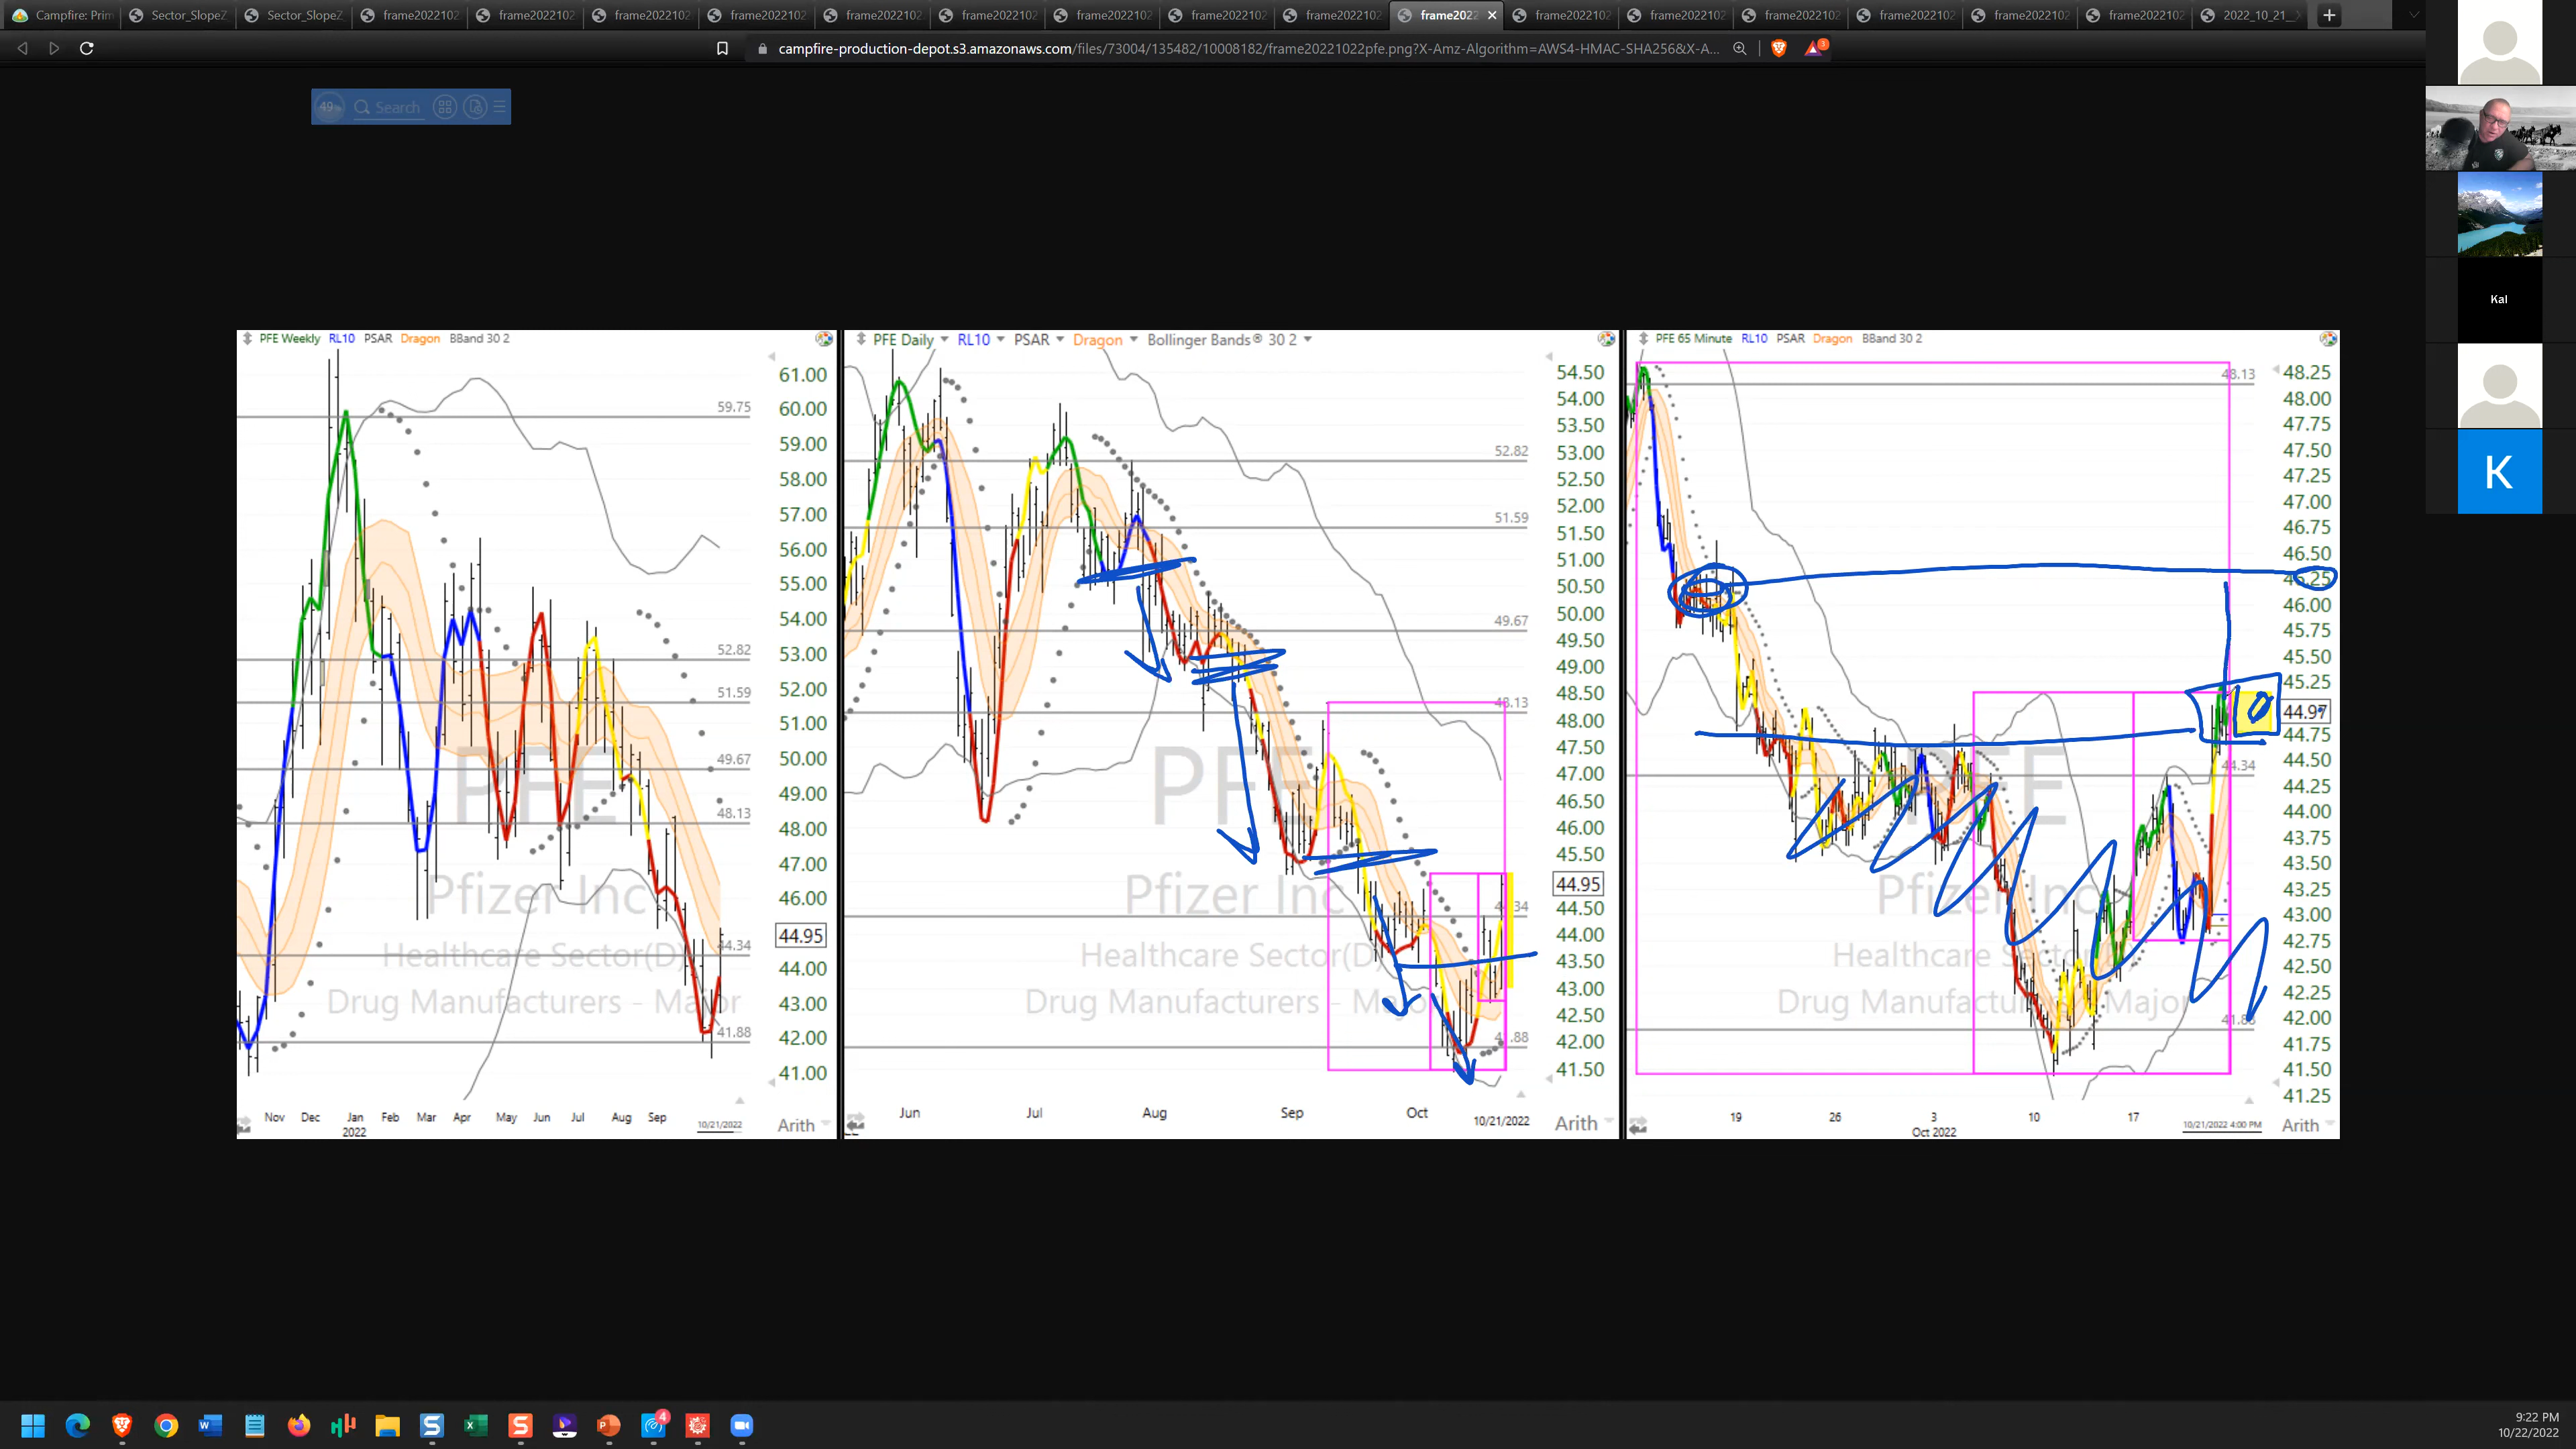 Campfire: Prim
Sector_SlopeZ
Sector_SlopeZ
frame2022102
frame2022102
frame2022102
frame2022102
frame2022102
frame2022102
frame2022102
frame2022102
frame2022102
frame202
frame2022102
frame2022102
frame2022102
frame2022102
frame2022102
frame2022102
2022_10_21_
campfire-production-depot.s3.amazonaws.com/files/73004/135482/10008182/frame20221022pfe.png?X-Amz-Algorithm=AWS4-HMAC-SHA256&X-A...
3
49
Search
Kal
K
PFE Weekly RL10 PSAR Dragon BBand 30 2
61.00
60.00
59.00
58.00
57.00
56.00
55.00
54.00
53.00
52.00
51.00
50.00
49.00
48.00
47.00
46.00
44.95
44.00
43.00
42.00
41.00
59.75
52.82
51.59
49.67
48.13
44.34
41.88
PFE
Pfizer Inc
Healthcare Sector(D)
Drug Manufacturers - Major
Nov Dec Jan Feb Mar Apr May Jun Jul Aug Sep
2022
10/21/2022
Arith
PFE Daily RL10 PSAR Dragon Bollinger Bands® 30 2
54.50
54.00
53.50
53.00
52.50
52.00
51.50
51.00
50.50
50.00
49.50
49.00
48.50
48.00
47.50
47.00
46.50
46.00
45.50
44.95
44.50
44.00
43.50
43.00
42.50
42.00
41.50
52.82
51.59
49.67
48.13
PFE
Pfizer Inc
Healthcare Sector(D)
Drug Manufacturers - Major
Jun Jul Aug Sep Oct
10/21/2022
Arith
PFE 65 Minute RL10 PSAR Dragon BBand 30 2
48.25
48.00
47.75
47.50
47.25
47.00
46.75
46.50
46.25
46.00
45.75
45.50
45.25
44.97
44.75
44.50
44.25
44.00
43.75
43.50
43.25
43.00
42.75
42.50
42.25
42.00
41.75
41.50
41.25
48.13
44.34
41.88
PFE
Pfizer Inc
Healthcare Se
Drug Manufacturers - Major
19 26 3 10 17
Oct 2022
10/21/2022 4:00 PM
Arith
4
9:22 PM
10/22/2022